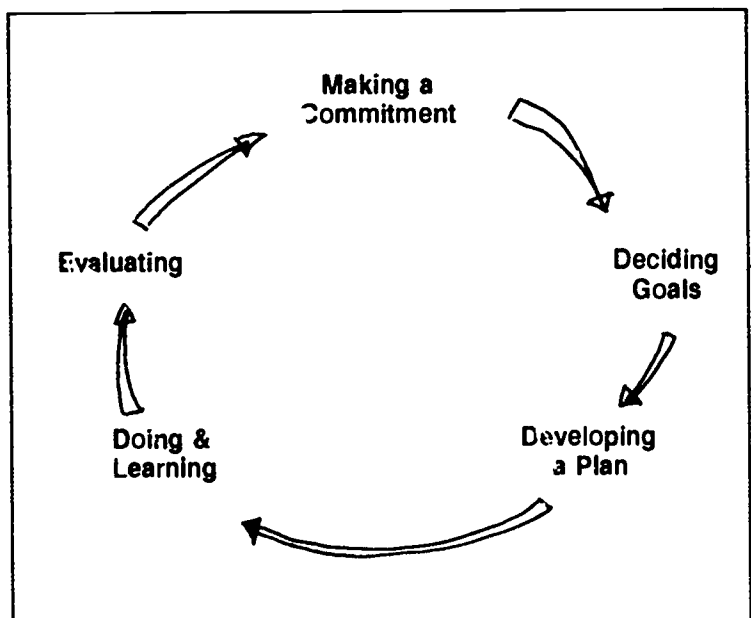 Making a
Commitment
Deciding
Goals
Developing
a Plan
Doing &
Learning
Evaluating